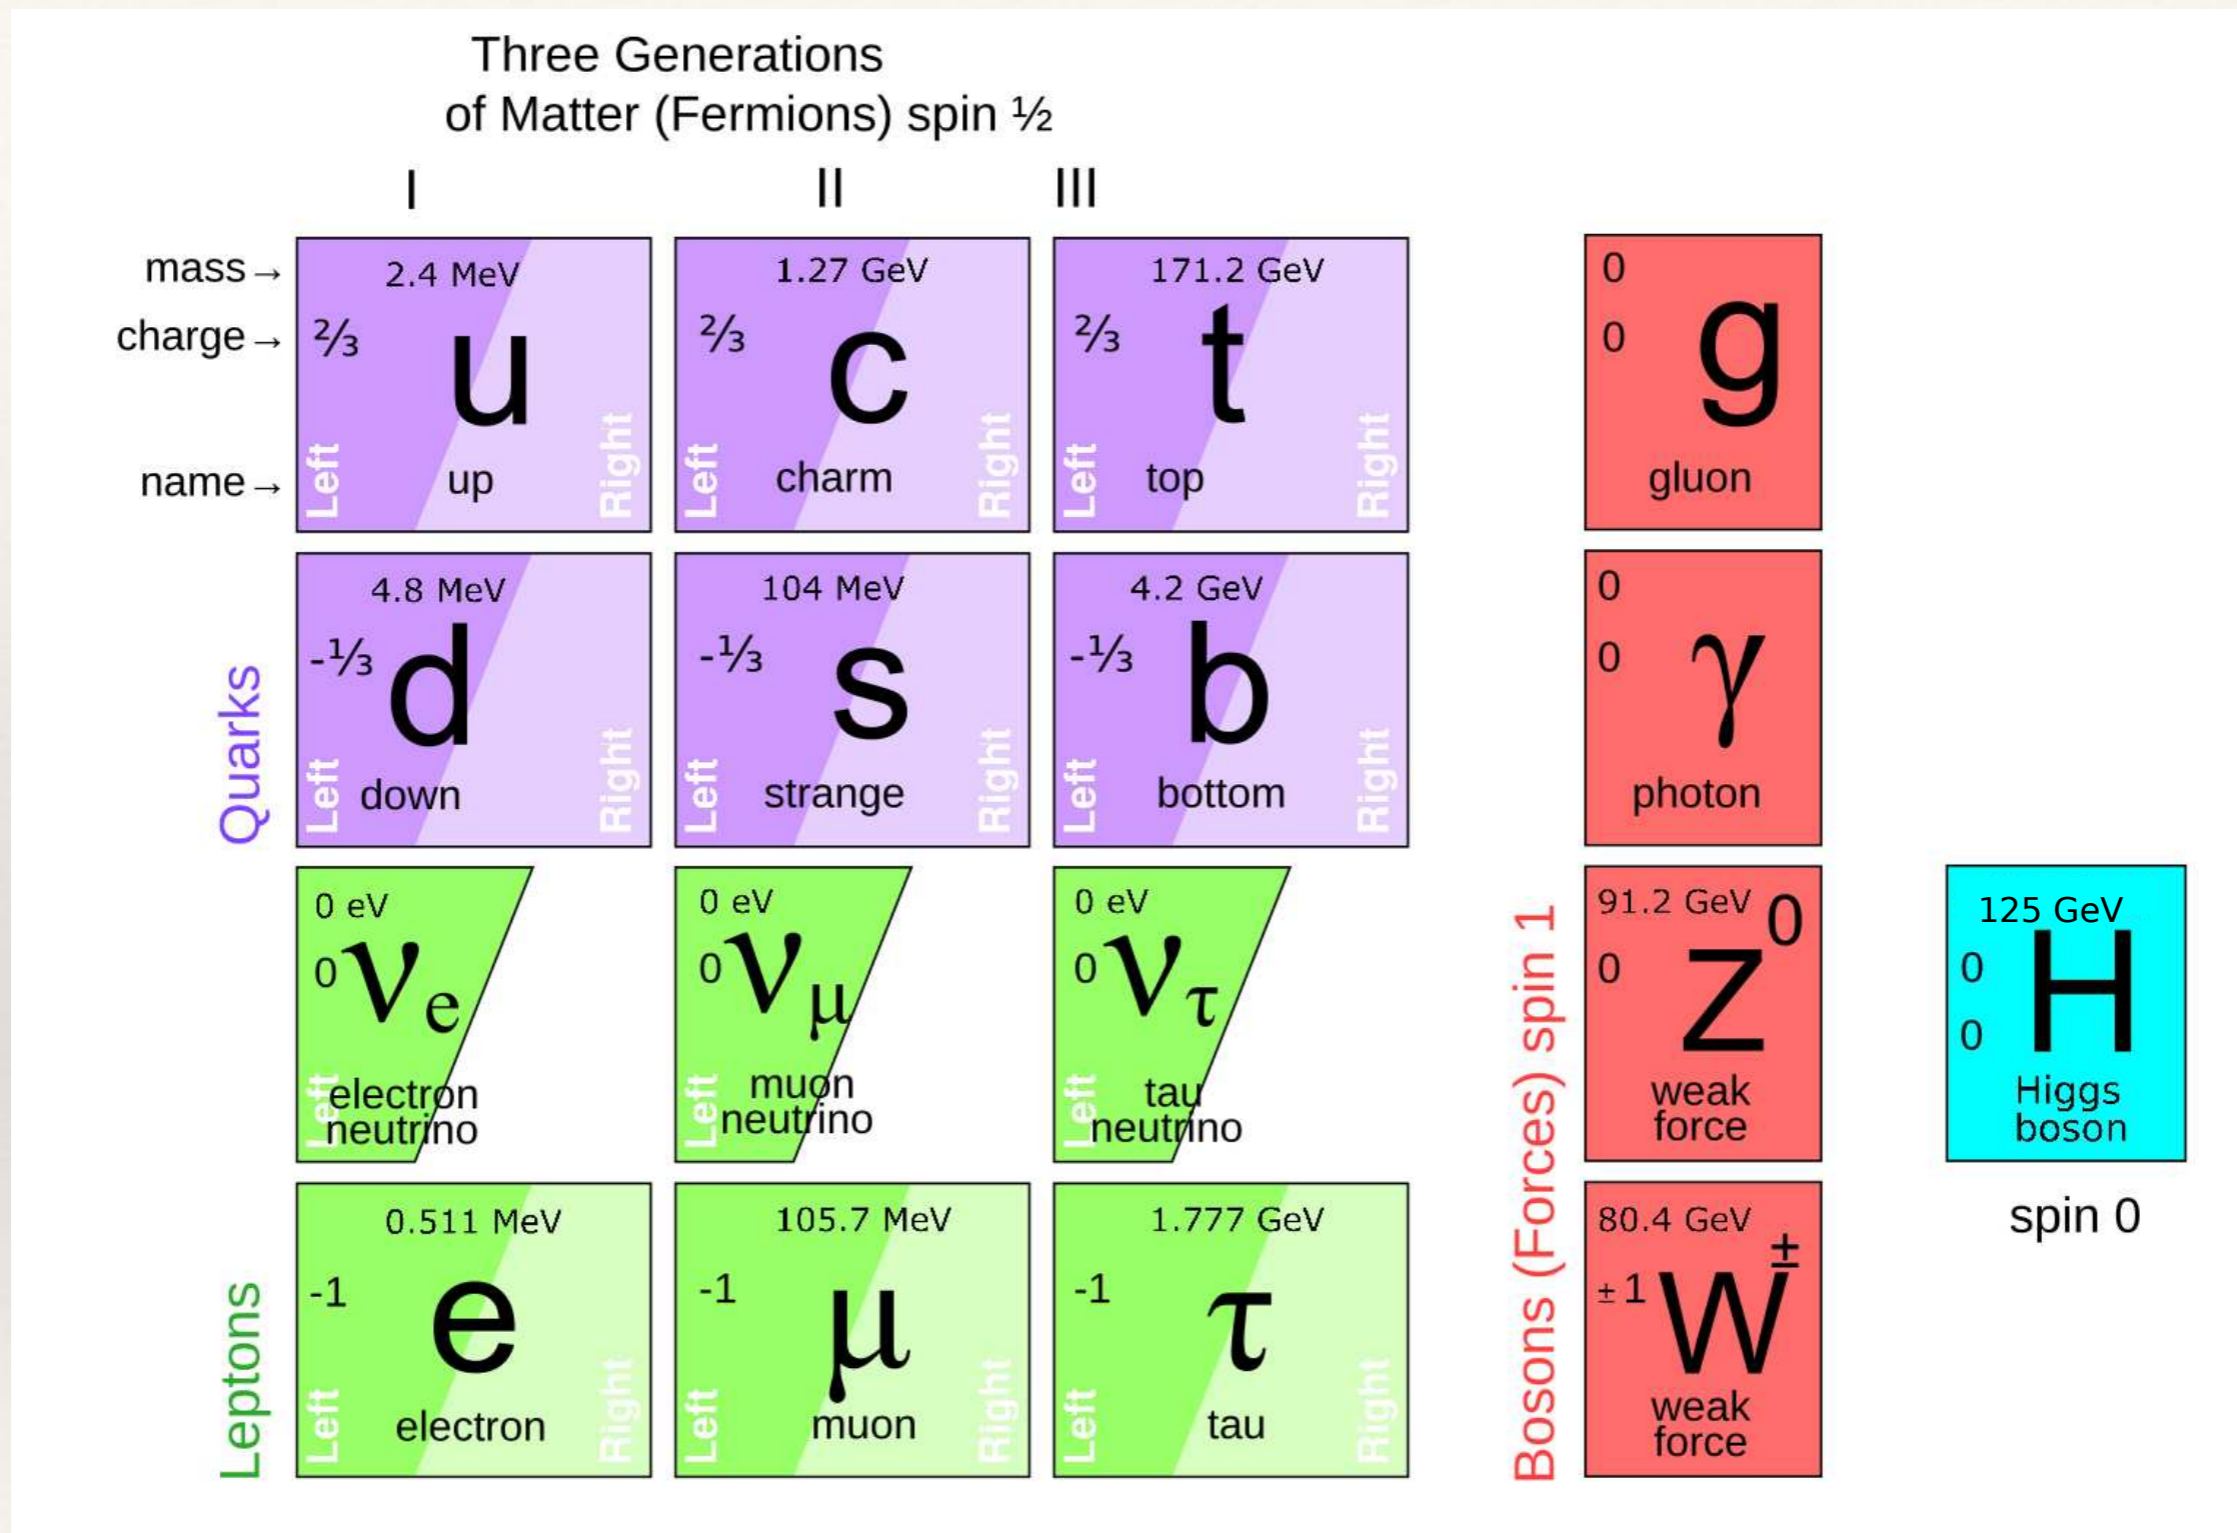 Three Generations
of Matter (Fermions) spin ½
I
II
III
mass→
charge→
name→
2.4 MeV
⅔
u
Left
up
Right
1.27 GeV
⅔
c
Left
charm
Right
171.2 GeV
⅔
t
Left
top
Right
0
0
g
gluon
Quarks
4.8 MeV
-⅓
d
Left
down
Right
104 MeV
-⅓
s
Left
strange
Right
4.2 GeV
-⅓
b
Left
bottom
Right
0
0
γ
photon
0 eV
0
νe
Left
electron
neutrino
0 eV
0
νμ
Left
muon
neutrino
0 eV
0
ντ
Left
tau
neutrino
Bosons (Forces) spin 1
91.2 GeV
0
Z0
weak
force
125 GeV
0
0
H
Higgs
boson
spin 0
Leptons
0.511 MeV
-1
e
Left
electron
Right
105.7 MeV
-1
μ
Left
muon
Right
1.777 GeV
-1
τ
Left
tau
Right
80.4 GeV
±1
W±
weak
force